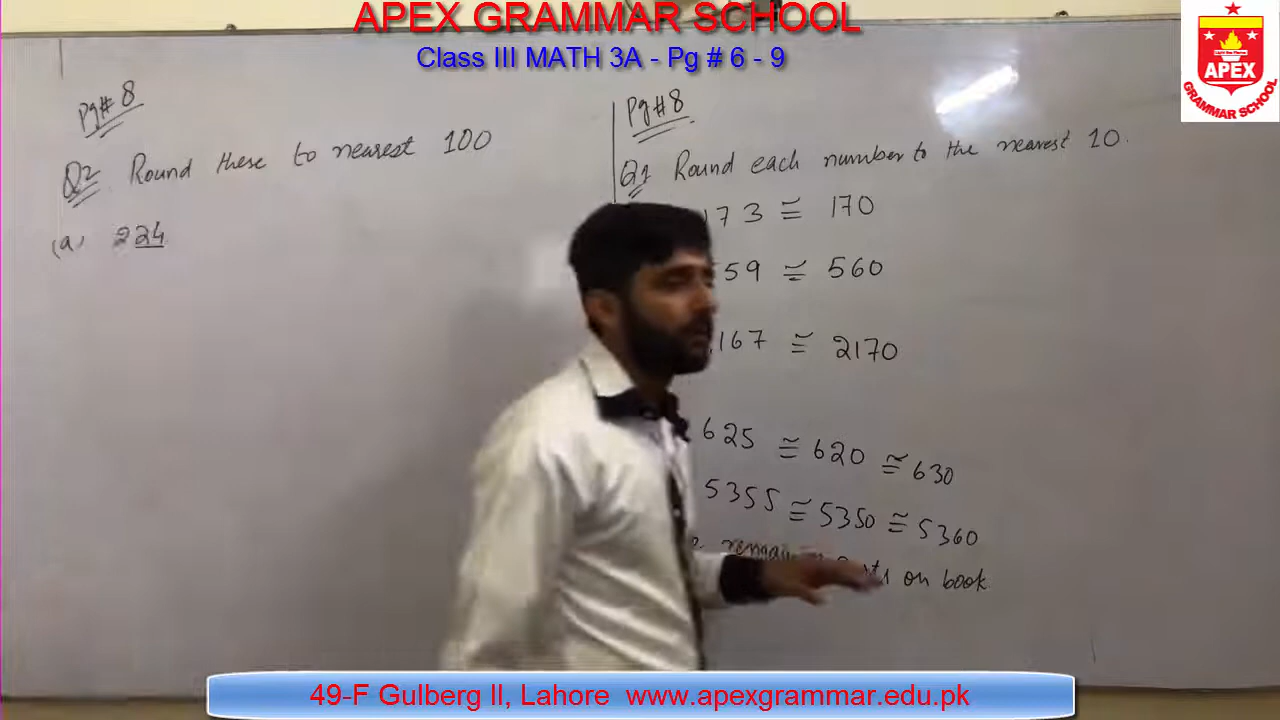 APEX GRAMMAR SCHOOL
Class III MATH 3A - Pg # 6 - 9
APEX
GRAMMAR SCHOOL
Pg# 8
Q2 Round these to nearest 100
(a) 224
Pg#8
Q1 Round each number to the nearest 10.
173 ≅ 170
59 ≅ 560
167 ≅ 2170
625 ≅ 620 ≅ 630
5355 ≅ 5350 ≅ 5360
on book
49-F Gulberg II, Lahore www.apexgrammar.edu.pk